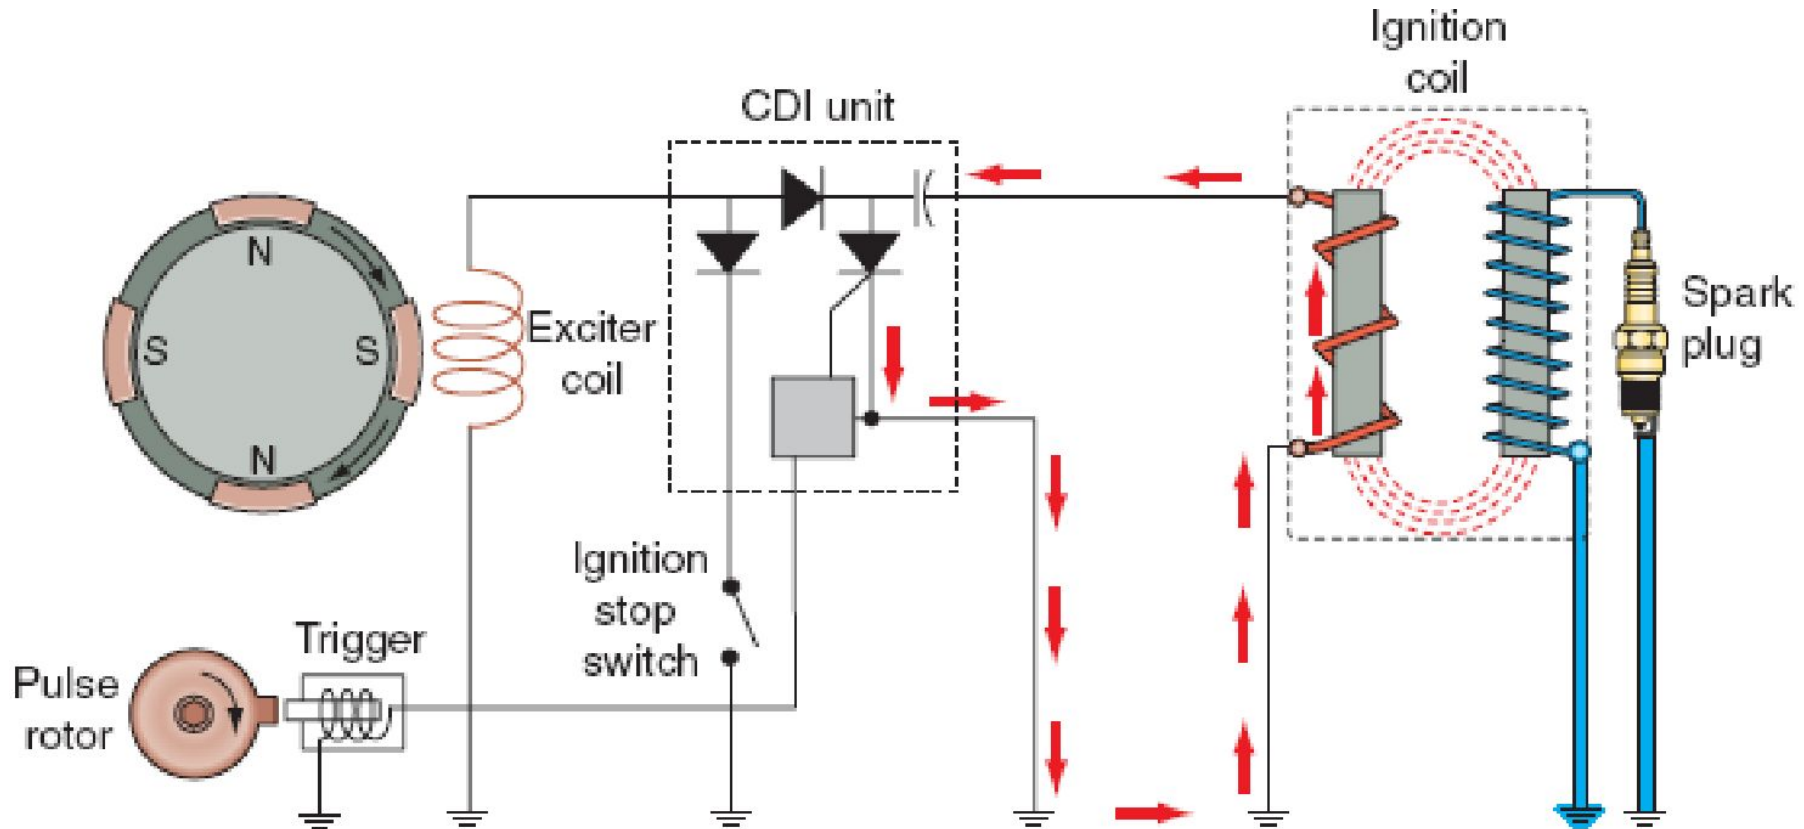 Ignition
coil
CDI unit
N
S
S
N
Exciter
coil
Spark
plug
Ignition
stop
switch
Trigger
Pulse
rotor